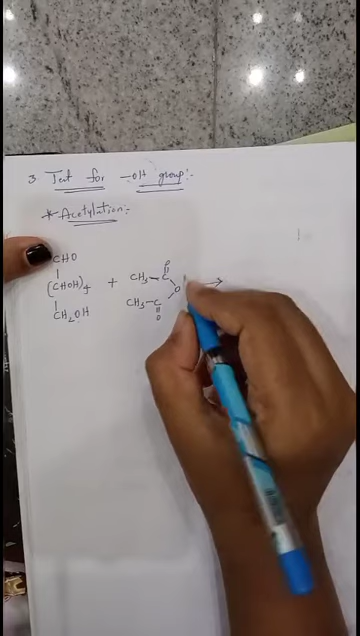 3 Test for -OH group:-
* Acetylation:-
CHO
(CHOH)4
CH2OH
+
CH3-C
O
O
CH3-C
O
→